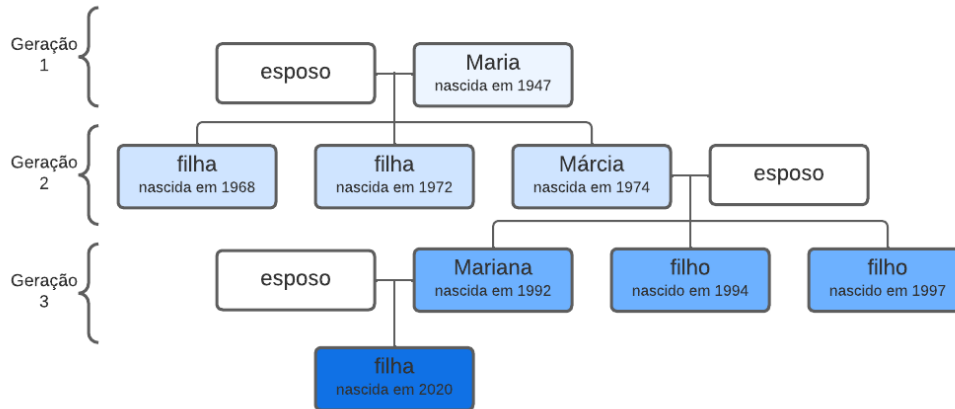 Geração
1
esposo
Maria
nascida em 1947
Geração
2
filha
nascida em 1968
filha
nascida em 1972
Márcia
nascida em 1974
esposo
Geração
3
esposo
Mariana
nascida em 1992
filho
nascido em 1994
filho
nascido em 1997
filha
nascida em 2020